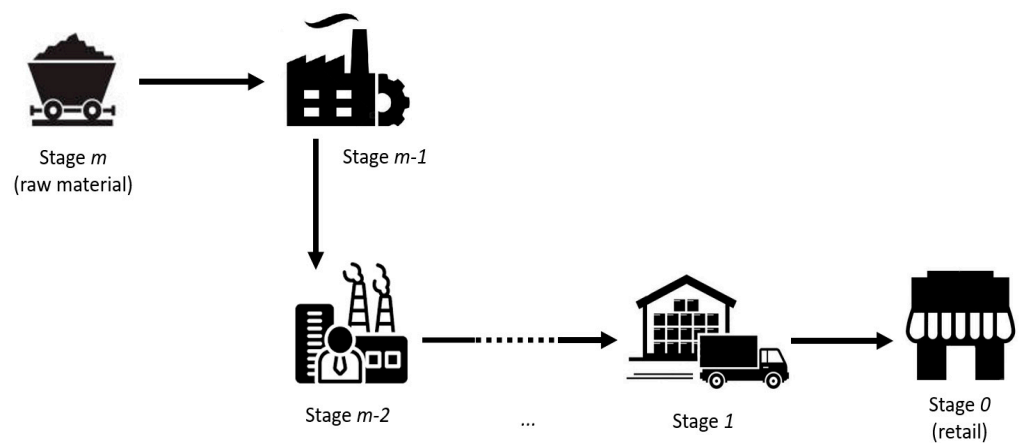 Stage m
(raw material)
Stage m-1
Stage m-2
...
Stage 1
Stage 0
(retail)